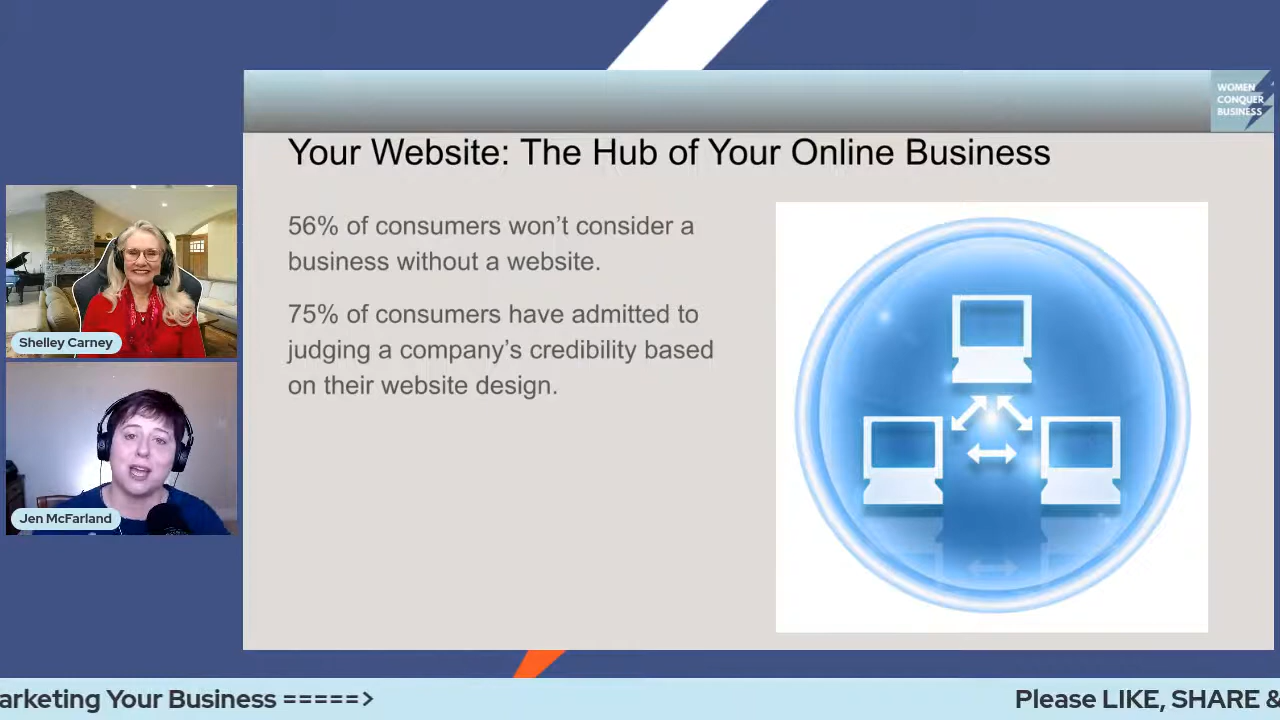 WOMEN
CONQUER
BUSINESS
Your Website: The Hub of Your Online Business
56% of consumers won’t consider a
business without a website.
75% of consumers have admitted to
judging a company’s credibility based
on their website design.
Shelley Carney
Jen McFarland
arketing Your Business =====>
Please LIKE, SHARE &